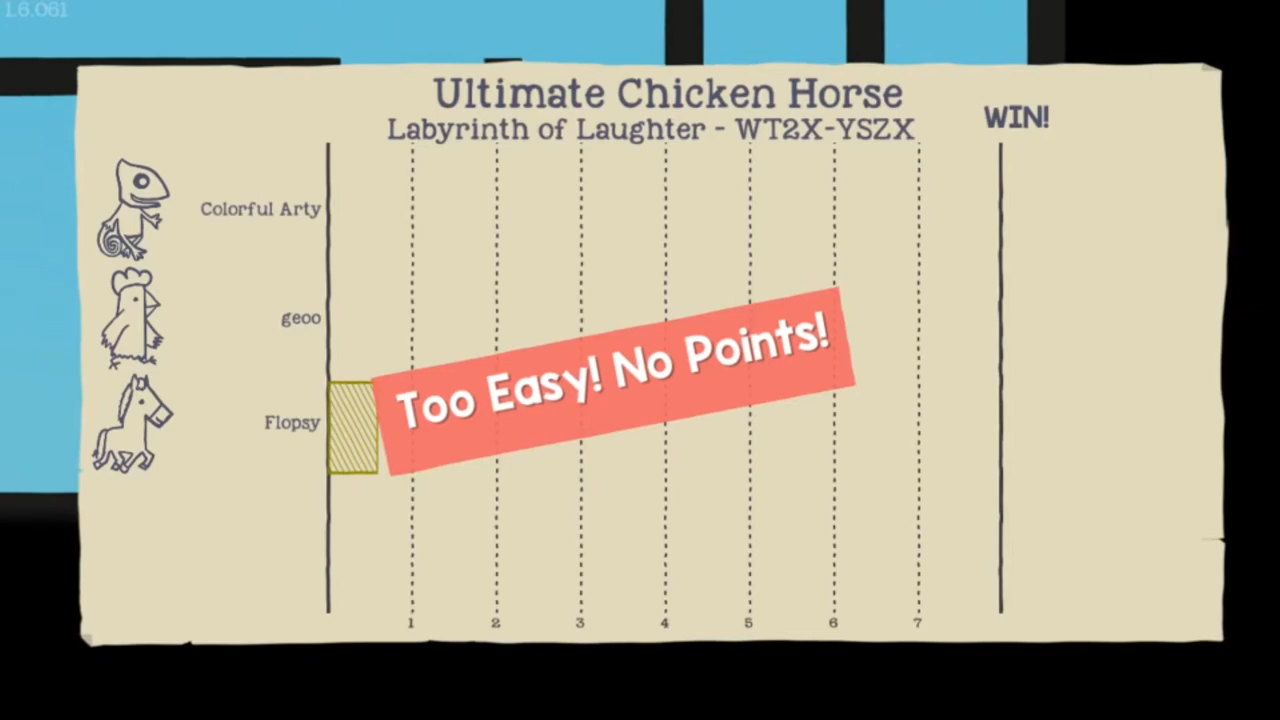 1.6.061
Ultimate Chicken Horse
Labyrinth of Laughter - WT2X-YSZX
WIN!
Colorful Arty
geoo
Too Easy! No Points!
Flopsy
1 2 3 4 5 6 7